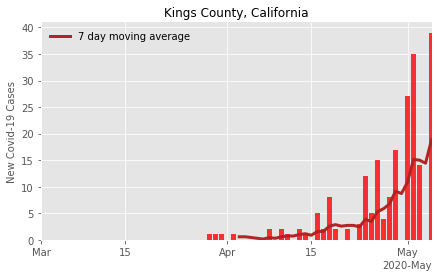 Kings County, California
7 day moving average
New Covid-19 Cases
40
35
30
25
20
15
10
5
0
Mar
15
Apr
15
May
2020-May